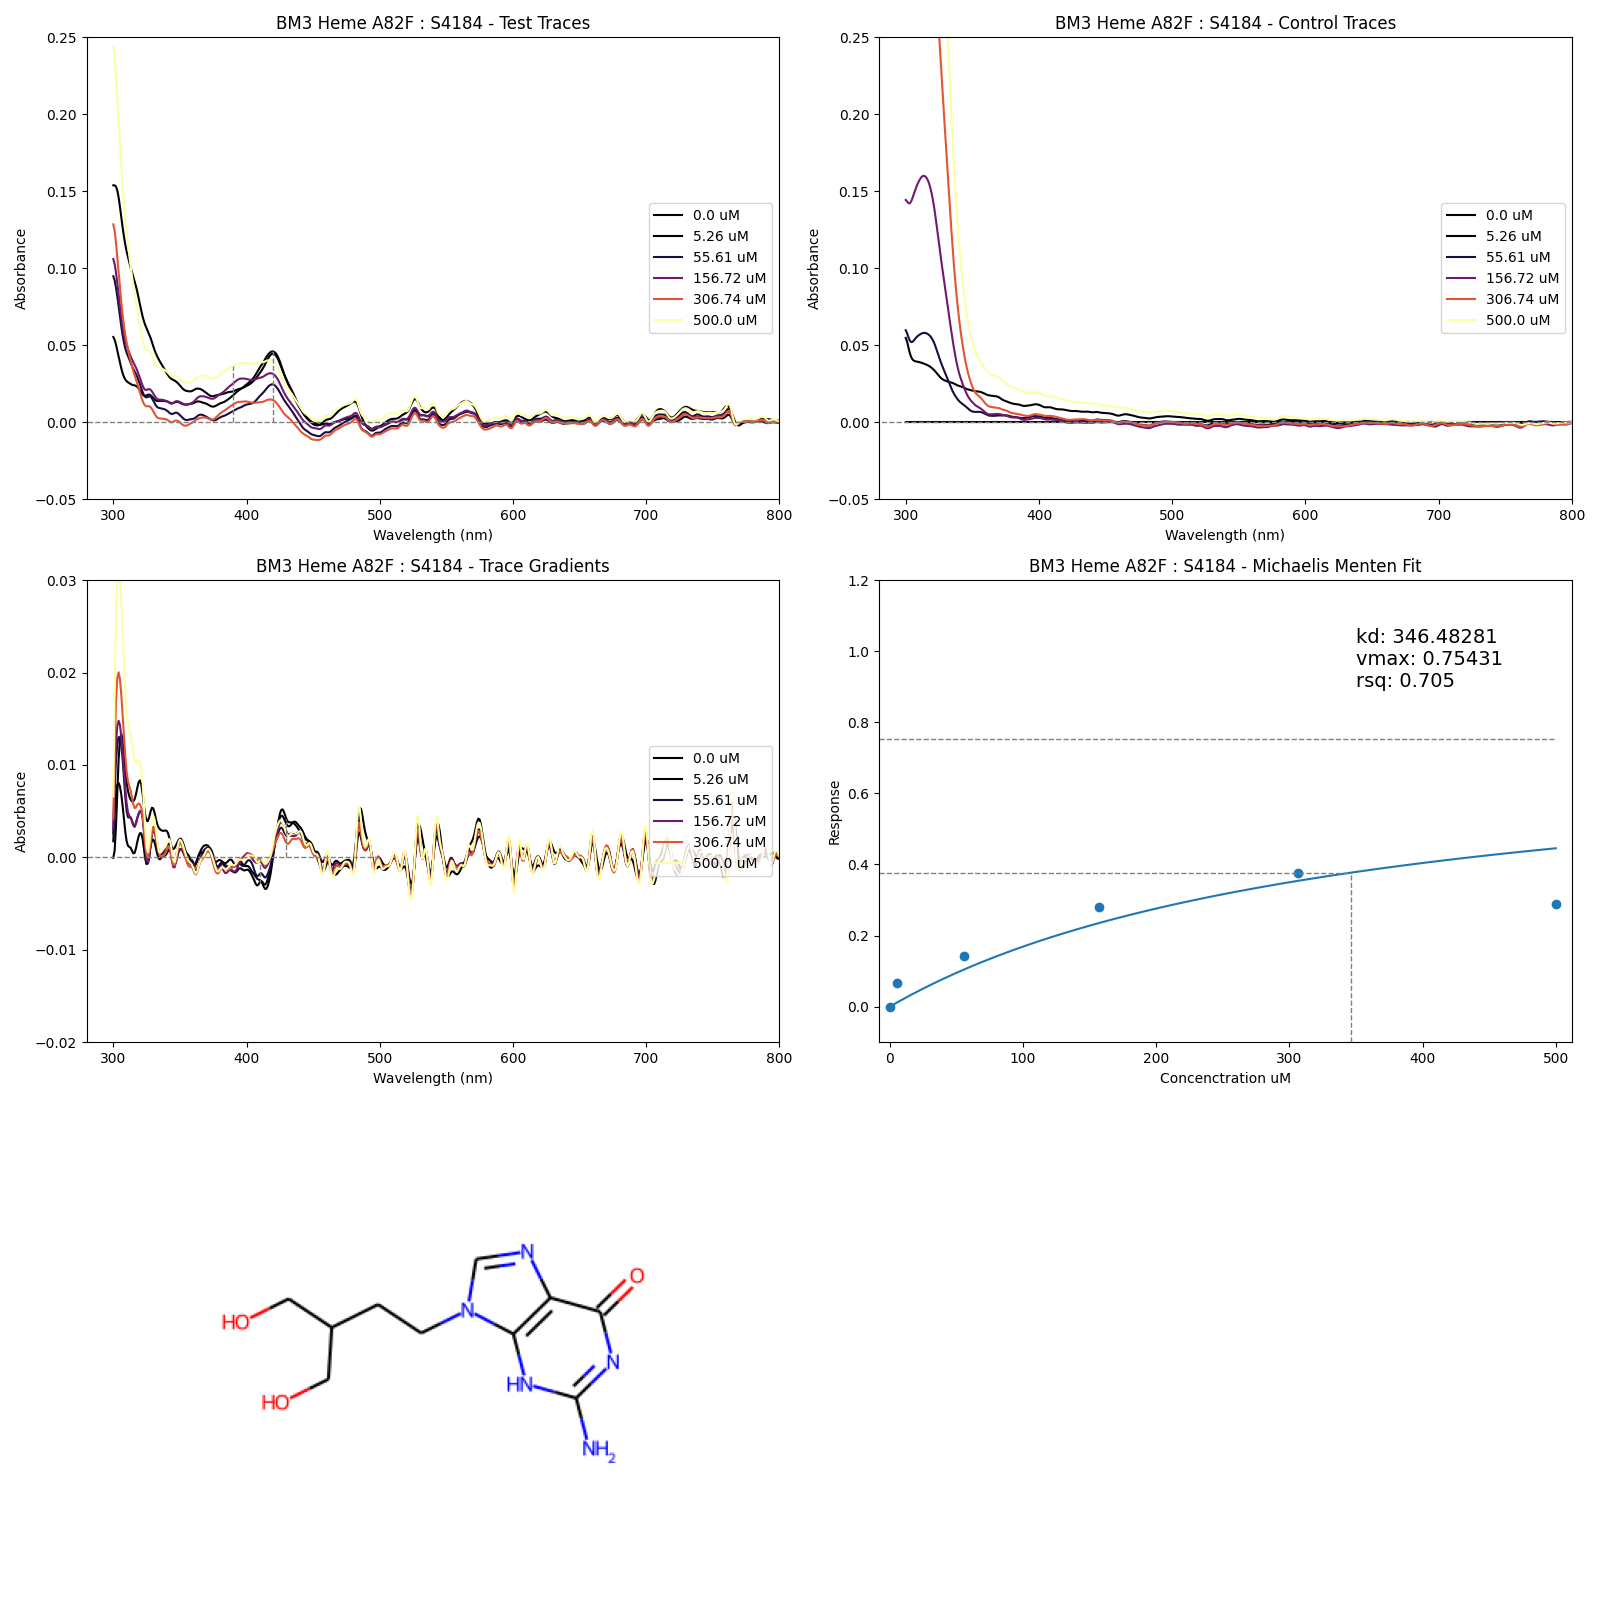 BM3 Heme A82F : S4184 - Test Traces
0.25
0.20
0.15
0.10
0.05
0.00
−0.05
Absorbance
300 400 500 600 700 800
Wavelength (nm)
0.0 uM
5.26 uM
55.61 uM
156.72 uM
306.74 uM
500.0 uM
BM3 Heme A82F : S4184 - Control Traces
0.25
0.20
0.15
0.10
0.05
0.00
−0.05
Absorbance
300 400 500 600 700 800
Wavelength (nm)
0.0 uM
5.26 uM
55.61 uM
156.72 uM
306.74 uM
500.0 uM
BM3 Heme A82F : S4184 - Trace Gradients
0.03
0.02
0.01
0.00
−0.01
−0.02
Absorbance
300 400 500 600 700 800
Wavelength (nm)
0.0 uM
5.26 uM
55.61 uM
156.72 uM
306.74 uM
500.0 uM
BM3 Heme A82F : S4184 - Michaelis Menten Fit
1.2
1.0
0.8
0.6
0.4
0.2
0.0
Response
kd: 346.48281
vmax: 0.75431
rsq: 0.705
0 100 200 300 400 500
Concenctration uM
N
O
HO
N
N
HN
HO
NH2